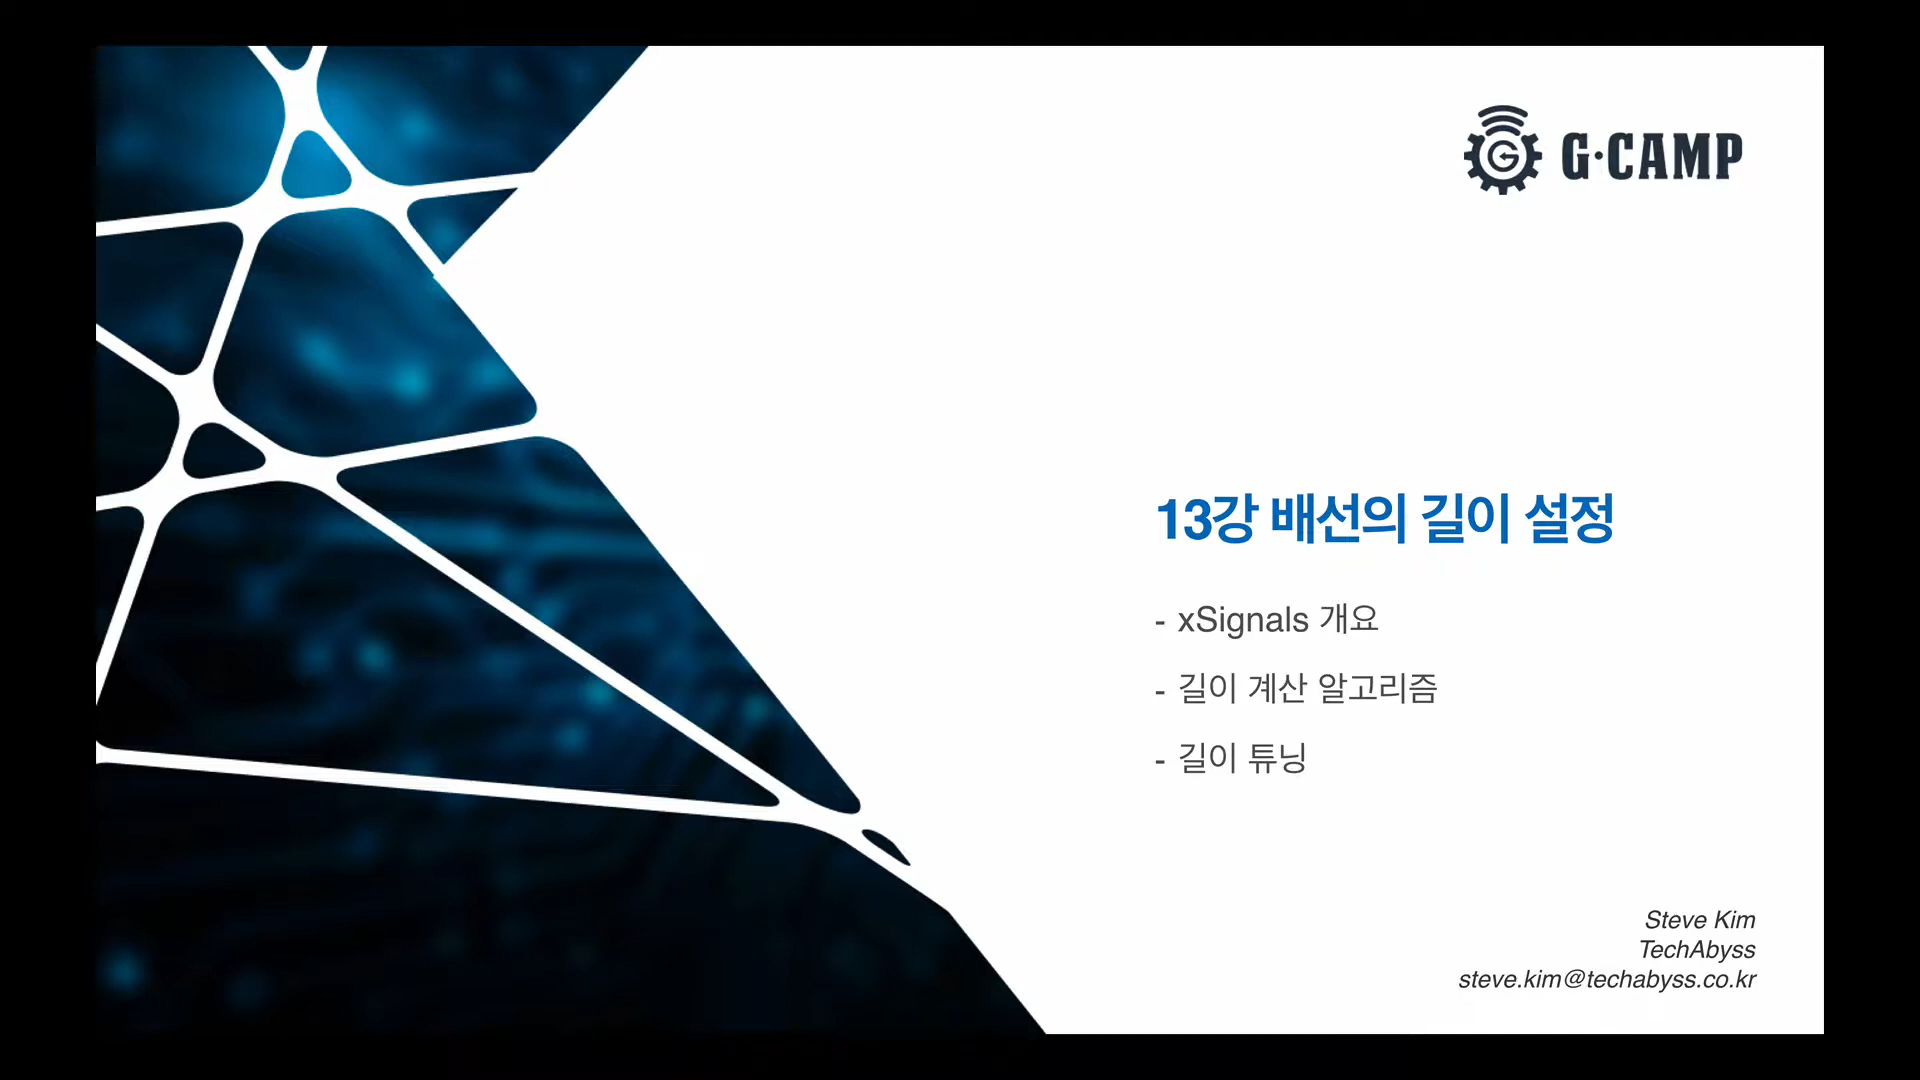 G·CAMP
13강 배선의 길이 설정
- xSignals 개요
- 길이 계산 알고리즘
- 길이 튜닝
Steve Kim
TechAbyss
steve.kim@techabyss.co.kr